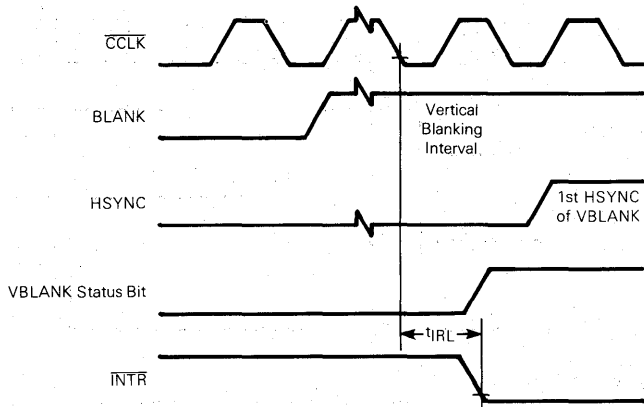 CCLK
BLANK
Vertical
Blanking
Interval
HSYNC
1st HSYNC
of VBLANK
VBLANK Status Bit
tIRL
INTR